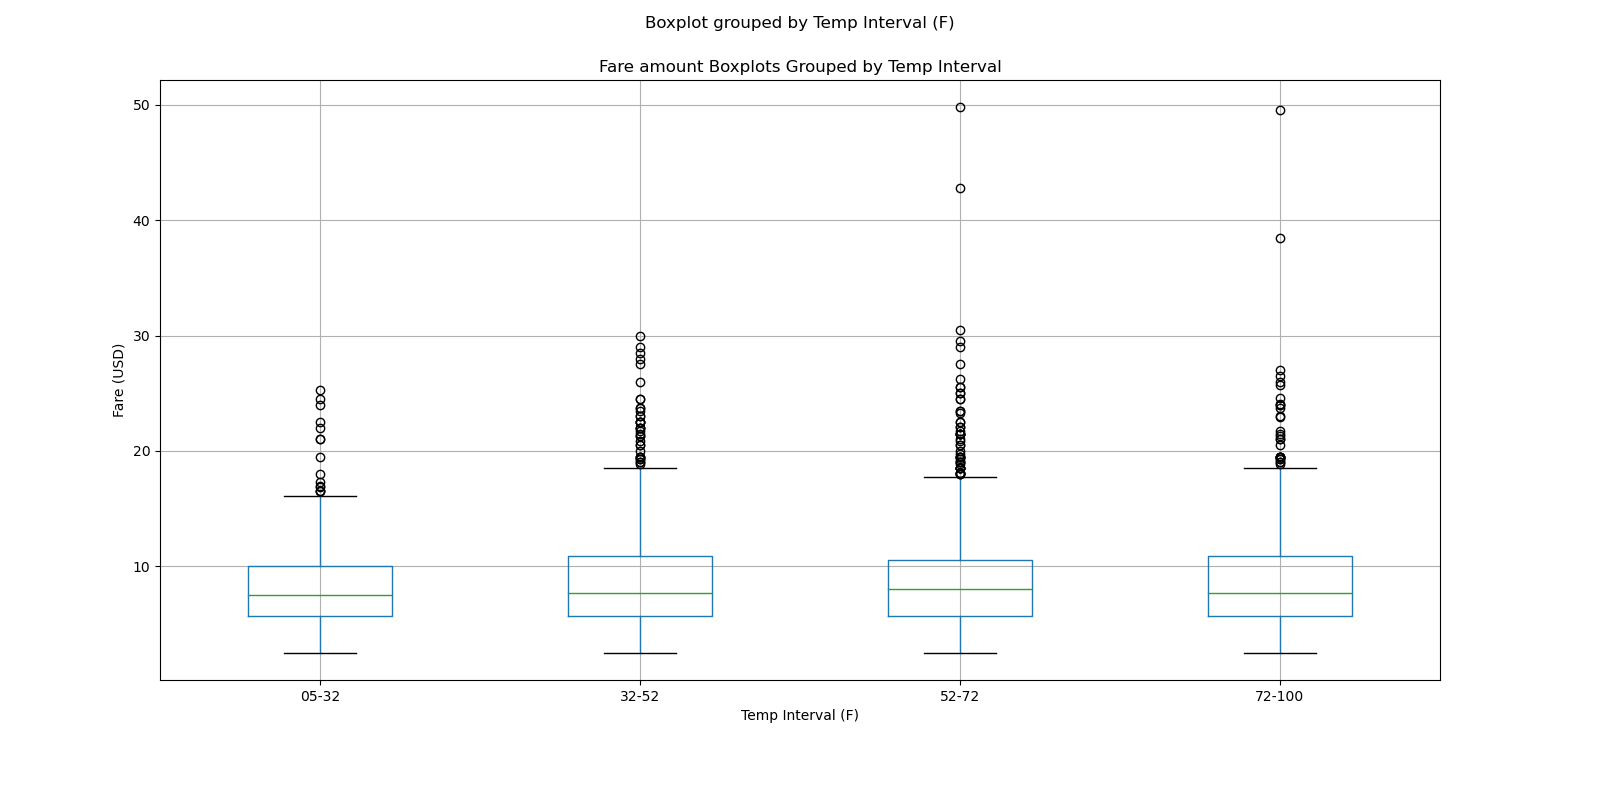 Boxplot grouped by Temp Interval (F)
Fare amount Boxplots Grouped by Temp Interval
50
40
30
20
10
Fare (USD)
05-32
32-52
52-72
72-100
Temp Interval (F)